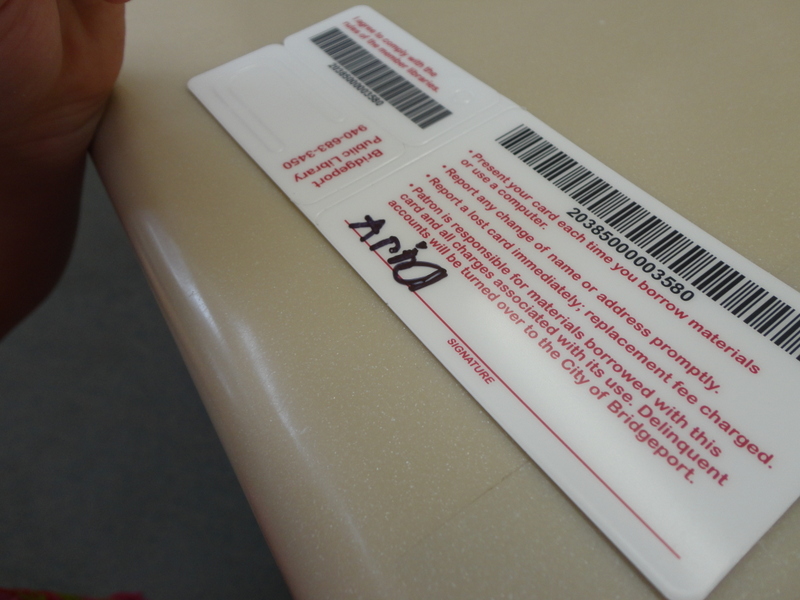 I agree to comply with the
rules of the member libraries.
20385000003580
Bridgeport
Public Library
940-683-3450
20385000003580
• Present your card each time you borrow materials
or use a computer.
• Report any change of name or address promptly.
• Report a lost card immediately; replacement fee charged.
• Patron is responsible for materials borrowed with this
card and all charges associated with its use. Delinquent
accounts will be turned over to the City of Bridgeport.
Aria
SIGNATURE